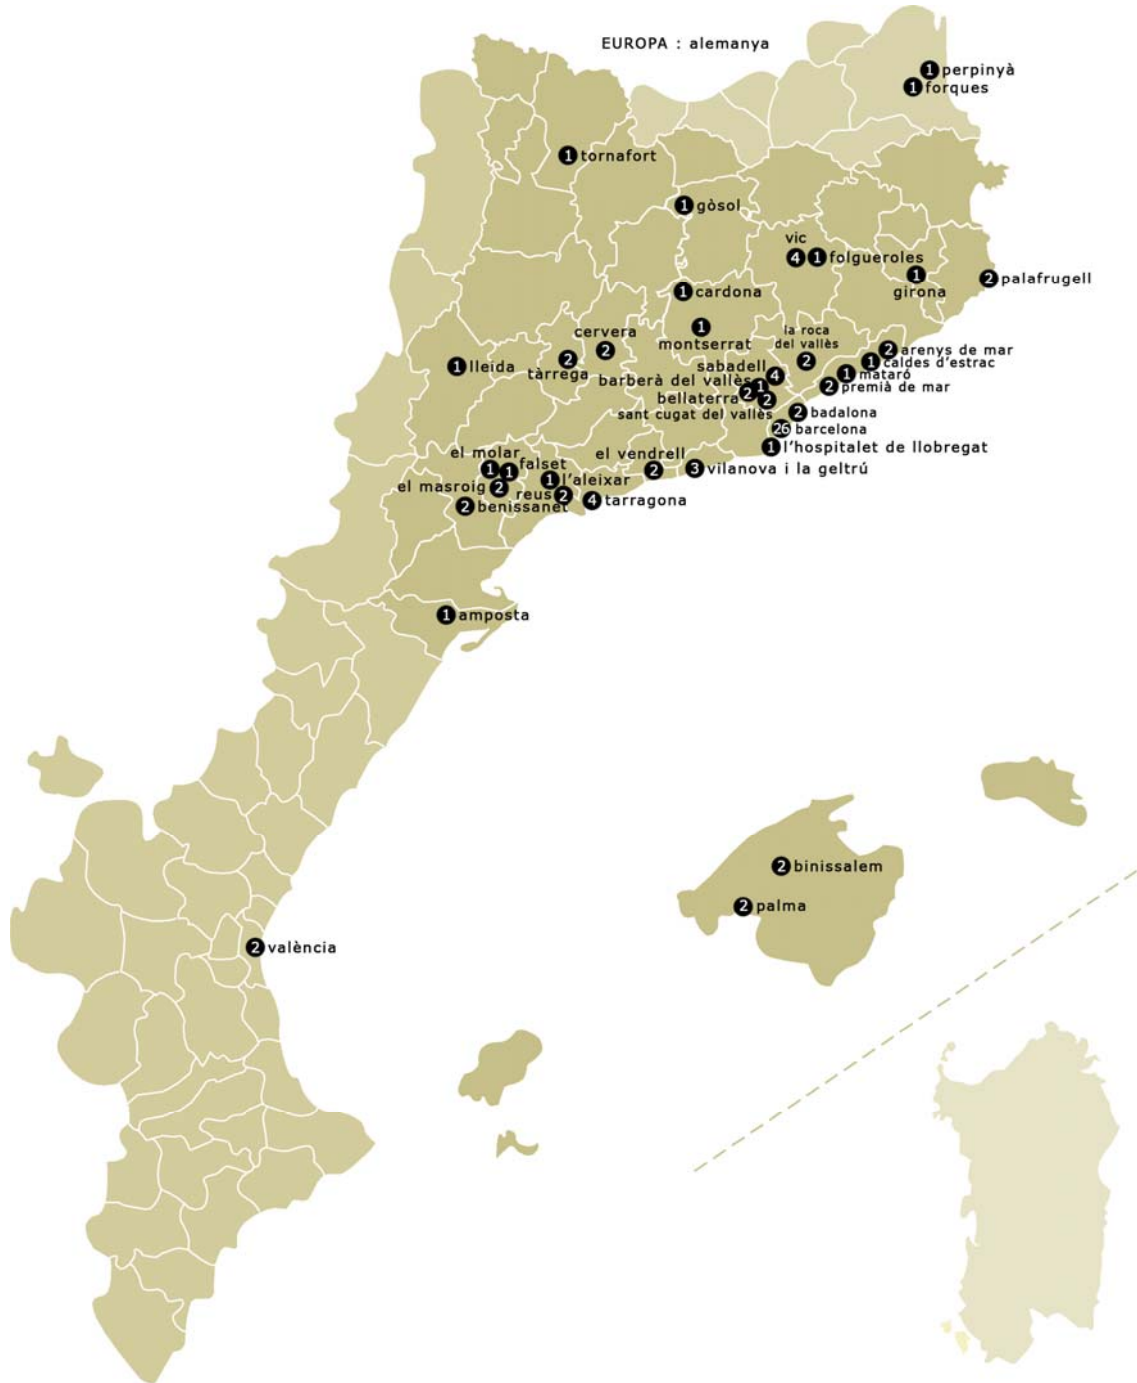 EUROPA : alemanya
1 perpinyà
1 forques
1 tornafort
1 gòsol
vic
4 1 folgueroles
1
girona
2 palafrugell
1 cardona
1
montserrat
cervera
2
la roca
del vallès
2
2 arenys de mar
1 caldes d'estrac
1 mataró
2 premià de mar
1 lleida
2
tàrrega
sabadell 4
barberà del vallès 1
bellaterra 2
2
sant cugat del vallès
2 badalona
26 barcelona
1 l'hospitalet de llobregat
el vendrell
2
3 vilanova i la geltrú
el molar
1
1 falset
el masroig 2
1 l'aleixar
reus 2
4 tarragona
2 benissanet
1 amposta
2 binissalem
2 palma
2 valència